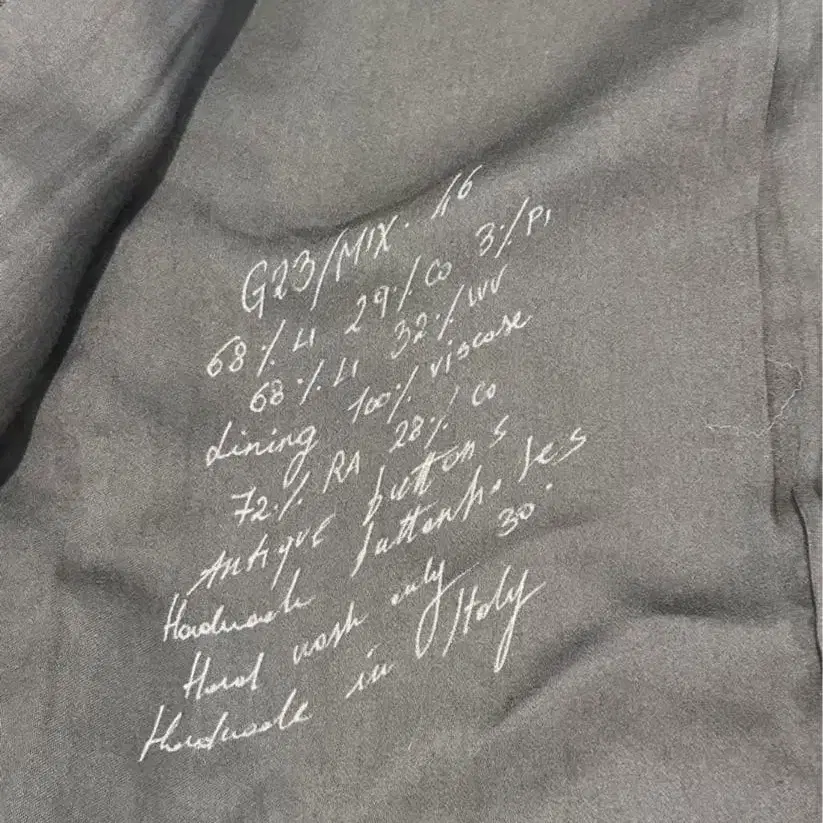 G23/MIX. 46
68% LI 29% CO 3% PI
68% LI 32% WV
Lining 100% viscose
72% RA 28% CO
Antique buttons
Handmade buttonholes
Hand wash only 30°
Handmade in Italy